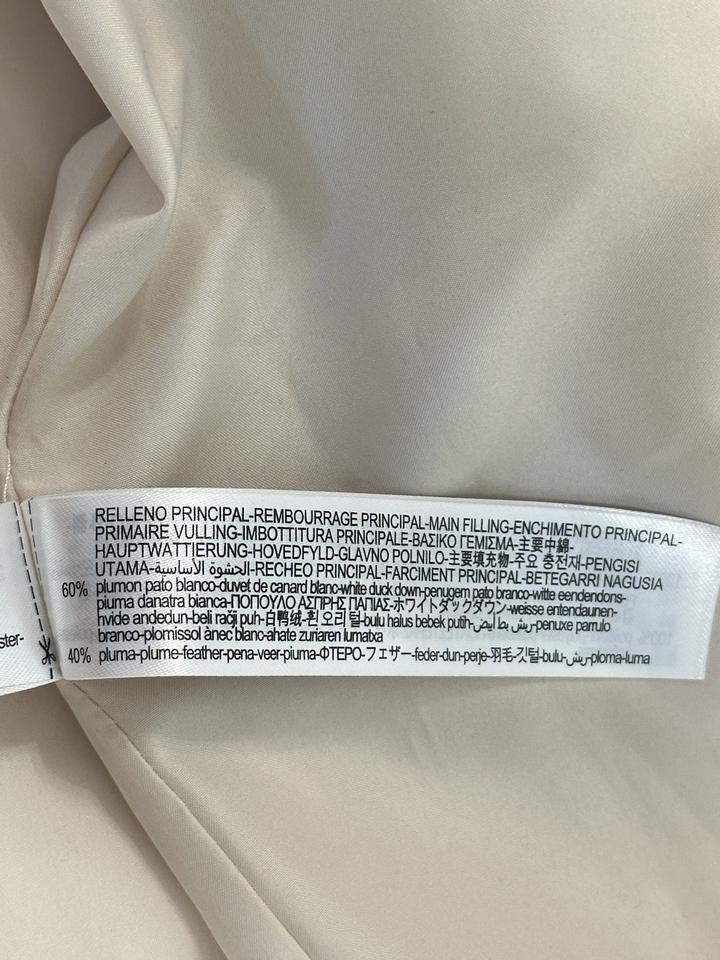 RELLENO PRINCIPAL-REMBOURRAGE PRINCIPAL-MAIN FILLING-ENCHIMENTO PRINCIPAL-
PRIMAIRE VULLING-IMBOTTITURA PRINCIPALE-ΒΑΣΙΚΟ ΓΕΜΙΣΜΑ-主要中綿-
HAUPTWATTIERUNG-HOVEDFYLD-GLAVNO POLNILO-主要填充物-주요 충전재-PENGISI
UTAMA-الحشوة الأساسية-RECHEO PRINCIPAL-FARCIMENT PRINCIPAL-BETEGARRI NAGUSIA
60% plumon pato blanco-duvet de canard blanc-white duck down-penugem pato branco-witte eendendons-
piuma danatra bianca-ΠΟΠΟΥΛΟ ΑΣΠΡΗΣ ΠΑΠΙΑΣ-ホワイトダックダウン-weisse entendaunen-
hvide andedun-beli račji puh-白鸭绒-흰 오리 털-bulu halus bebek putih-ريش بط أبيض-penuxe parrulo
branco-plomissol ànec blanc-ahate zuriaren lumatxa
40% pluma-plume-feather-pena-veer-piuma-ΦΤΕΡΟ-フェザー-feder-dun-perje-羽毛-깃털-bulu-ريش-ploma-luma
ster-